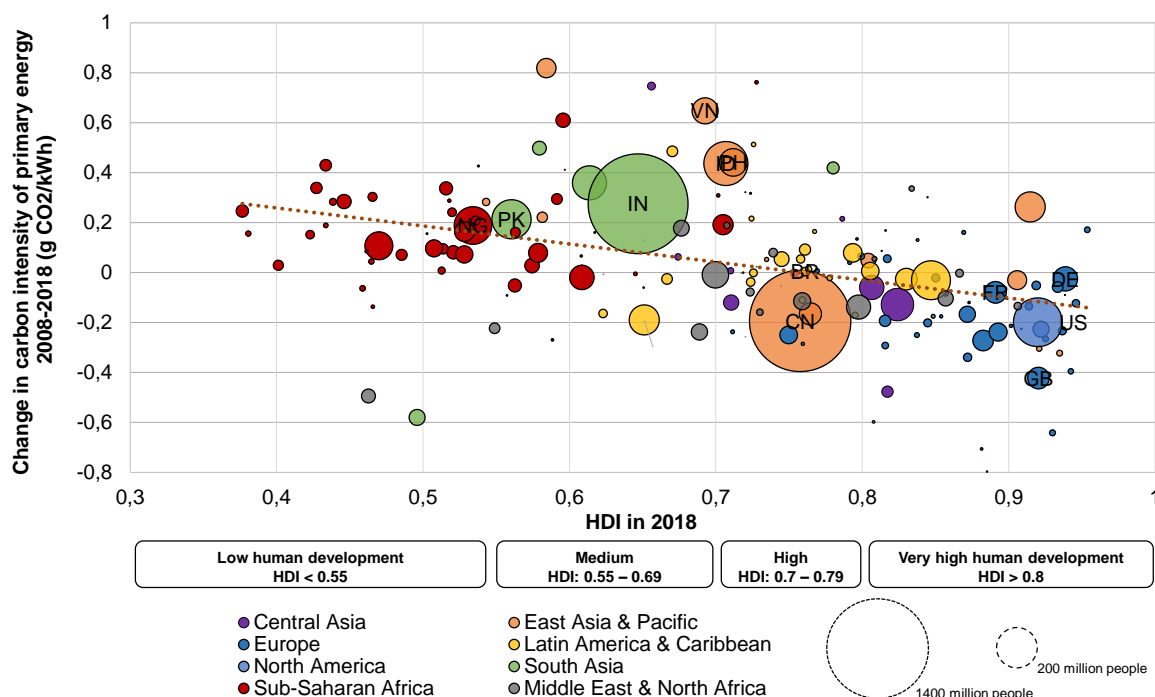 Change in carbon intensity of primary energy
2008-2018 (g CO2/kWh)
1
0,8
0,6
0,4
0,2
0
-0,2
-0,4
-0,6
-0,8
VN
ID
PH
IN
PK
NG
BR
CN
FR
DE
US
GB
0,3
0,4
0,5
0,6
0,7
0,8
0,9
1
HDI in 2018
Low human development
HDI < 0.55
Medium
HDI: 0.55 – 0.69
High
HDI: 0.7 – 0.79
Very high human development
HDI > 0.8
Central Asia
Europe
North America
Sub-Saharan Africa
East Asia & Pacific
Latin America & Caribbean
South Asia
Middle East & North Africa
1400 million people
200 million people